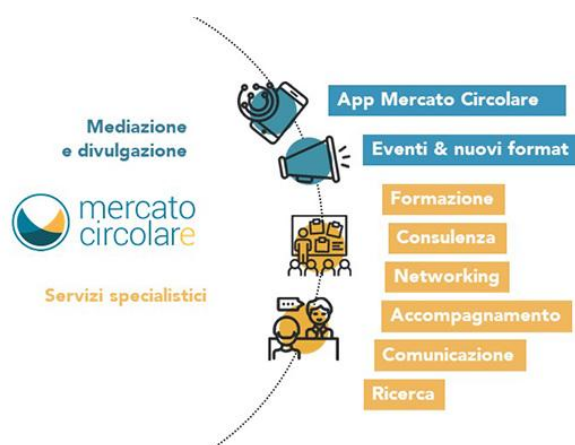 Mediazione
e divulgazione
mercato
circolare
Servizi specialistici
App Mercato Circolare
Eventi & nuovi format
Formazione
Consulenza
Networking
Accompagnamento
Comunicazione
Ricerca